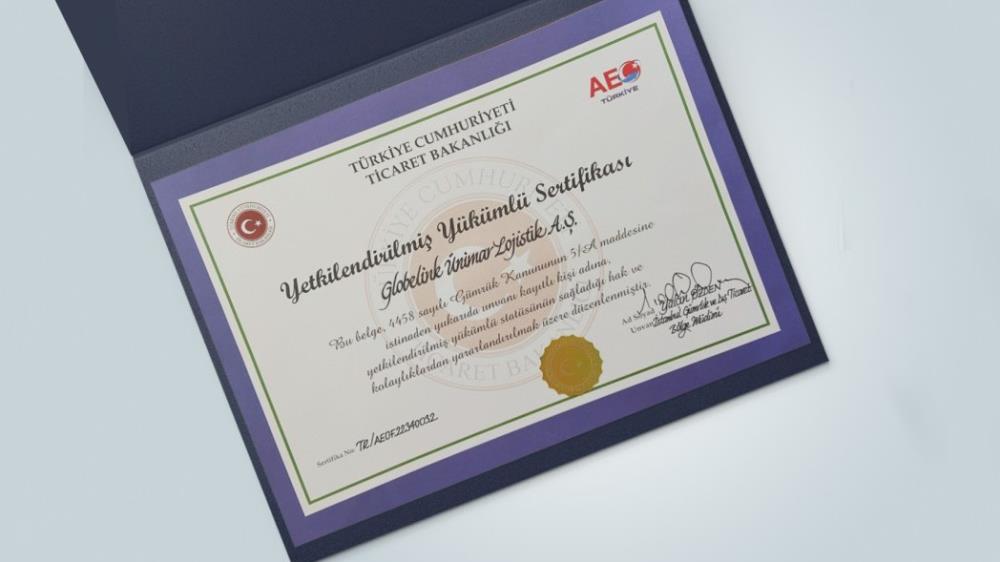 AEO
TÜRKİYE
TÜRKİYE CUMHURİYETİ
TİCARET BAKANLIĞI
Yetkilendirilmiş Yükümlü Sertifikası
Globelink Ünimar Lojistik A.Ş.
Bu belge, 4458 sayılı Gümrük Kanununun 5/A maddesine
istinaden yukarıda unvanı kayıtlı kişi adına,
yetkilendirilmiş yükümlü statüsünün sağladığı hak ve
kolaylıklardan yararlandırılmak üzere düzenlenmiştir.
Ad Soyad
ÖZDEN
Unvan İstanbul Gümrük ve Dış Ticaret
Bölge Müdürü
Sertifika No: TR/AEOF22340032